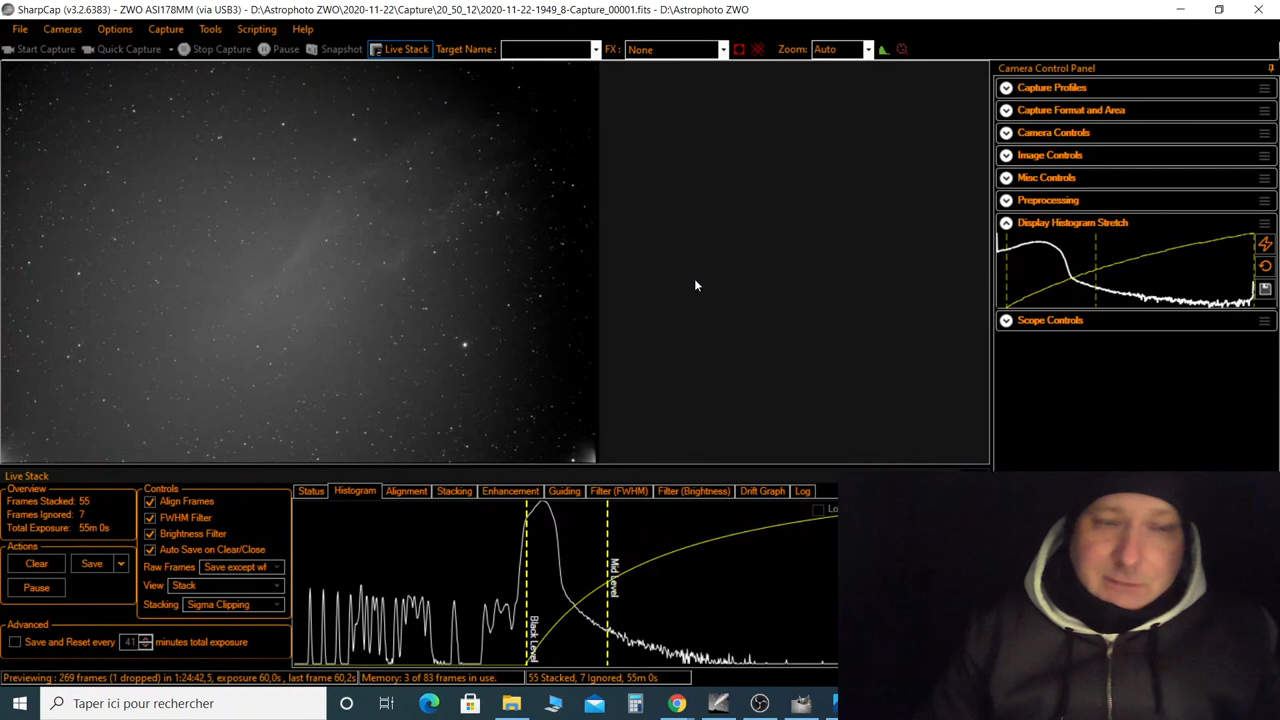 SharpCap (v3.2.6383) - ZWO ASI178MM (via USB3) - D:\Astrophoto ZWO\2020-11-22\Capture\20_50_12\2020-11-22-1949_8-Capture_00001.fits - D:\Astrophoto ZWO
File Cameras Options Capture Tools Scripting Help
Start Capture Quick Capture Stop Capture Pause Snapshot Live Stack Target Name : FX : None Zoom: Auto
Camera Control Panel
Capture Profiles
Capture Format and Area
Camera Controls
Image Controls
Misc Controls
Preprocessing
Display Histogram Stretch
Scope Controls
Live Stack
Overview
Frames Stacked: 55
Frames Ignored: 7
Total Exposure: 55m 0s
Actions
Clear Save
Pause
Controls
Align Frames
FWHM Filter
Brightness Filter
Auto Save on Clear/Close
Raw Frames Save except wh
View Stack
Stacking Sigma Clipping
Advanced
Save and Reset every 41 minutes total exposure
Status Histogram Alignment Stacking Enhancement Guiding Filter (FWHM) Filter (Brightness) Drift Graph Log
Lo
Black Level
Mid Level
Previewing : 269 frames (1 dropped) in 1:24:42,5, exposure 60,0s , last frame 60,2s
Memory: 3 of 83 frames in use.
55 Stacked, 7 Ignored, 55m 0s
Taper ici pour rechercher